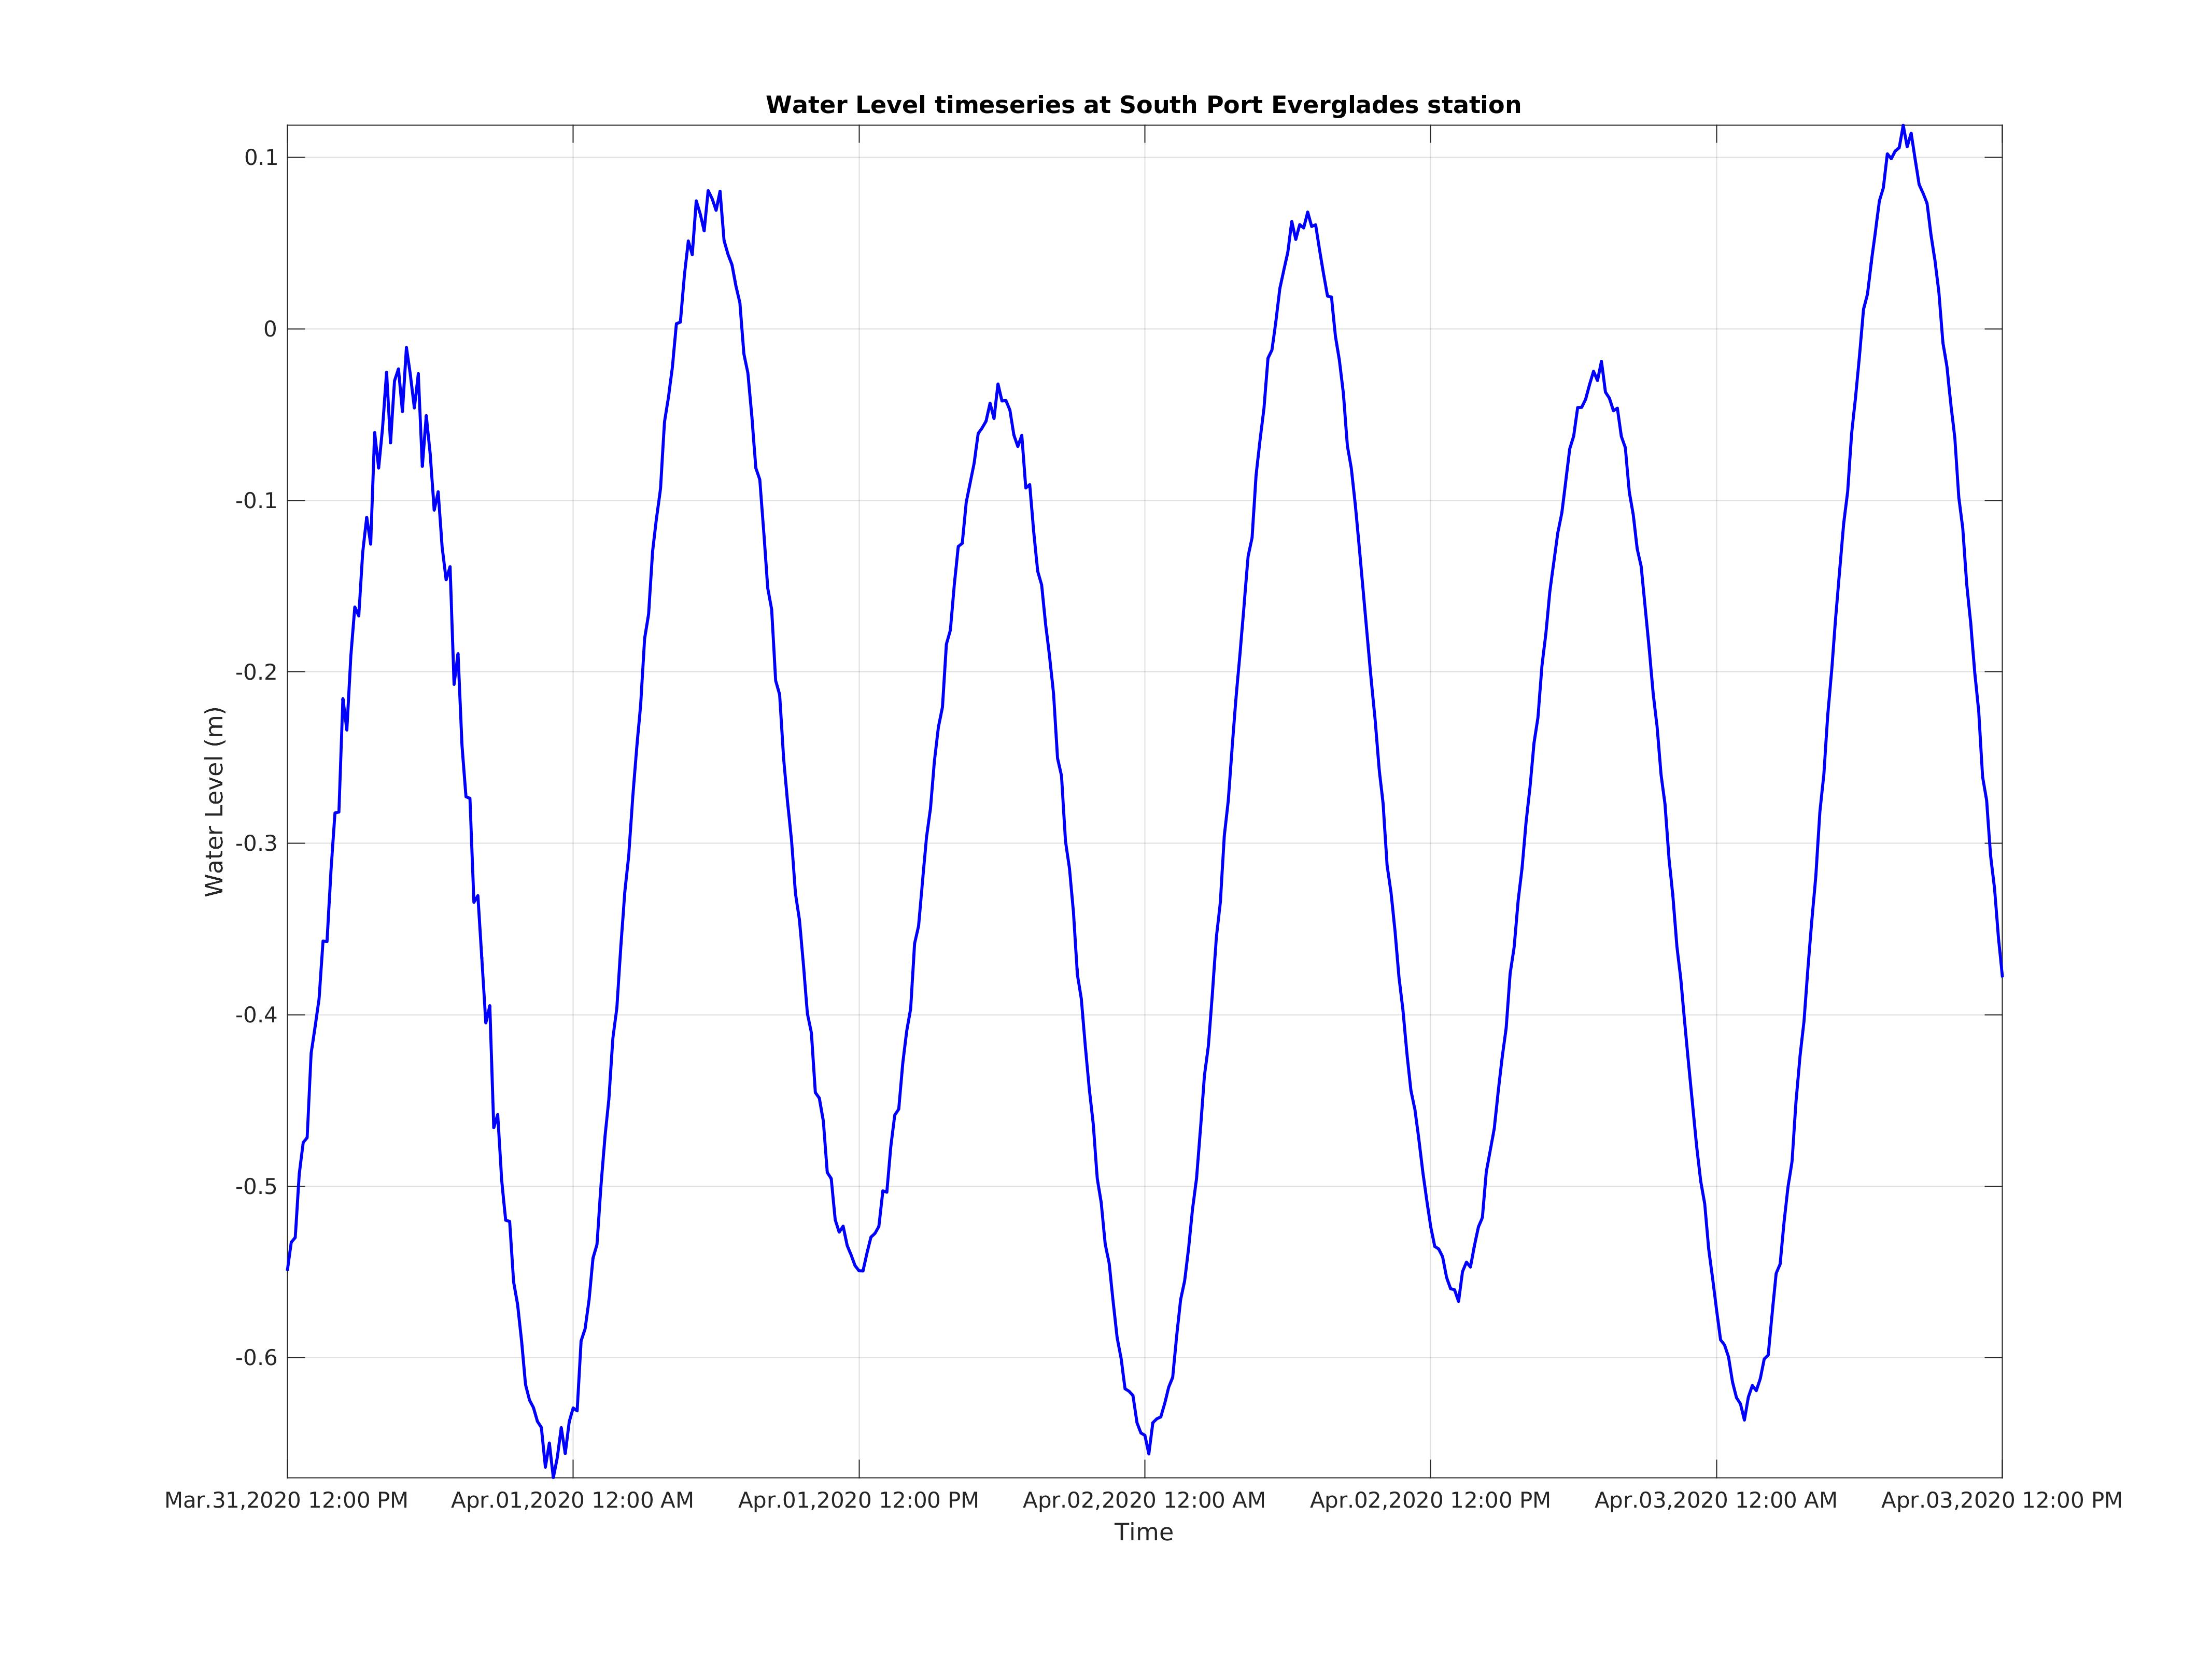 Water Level timeseries at South Port Everglades station
0.1
0
-0.1
-0.2
-0.3
-0.4
-0.5
-0.6
Water Level (m)
Mar.31,2020 12:00 PM Apr.01,2020 12:00 AM Apr.01,2020 12:00 PM Apr.02,2020 12:00 AM Apr.02,2020 12:00 PM Apr.03,2020 12:00 AM Apr.03,2020 12:00 PM
Time